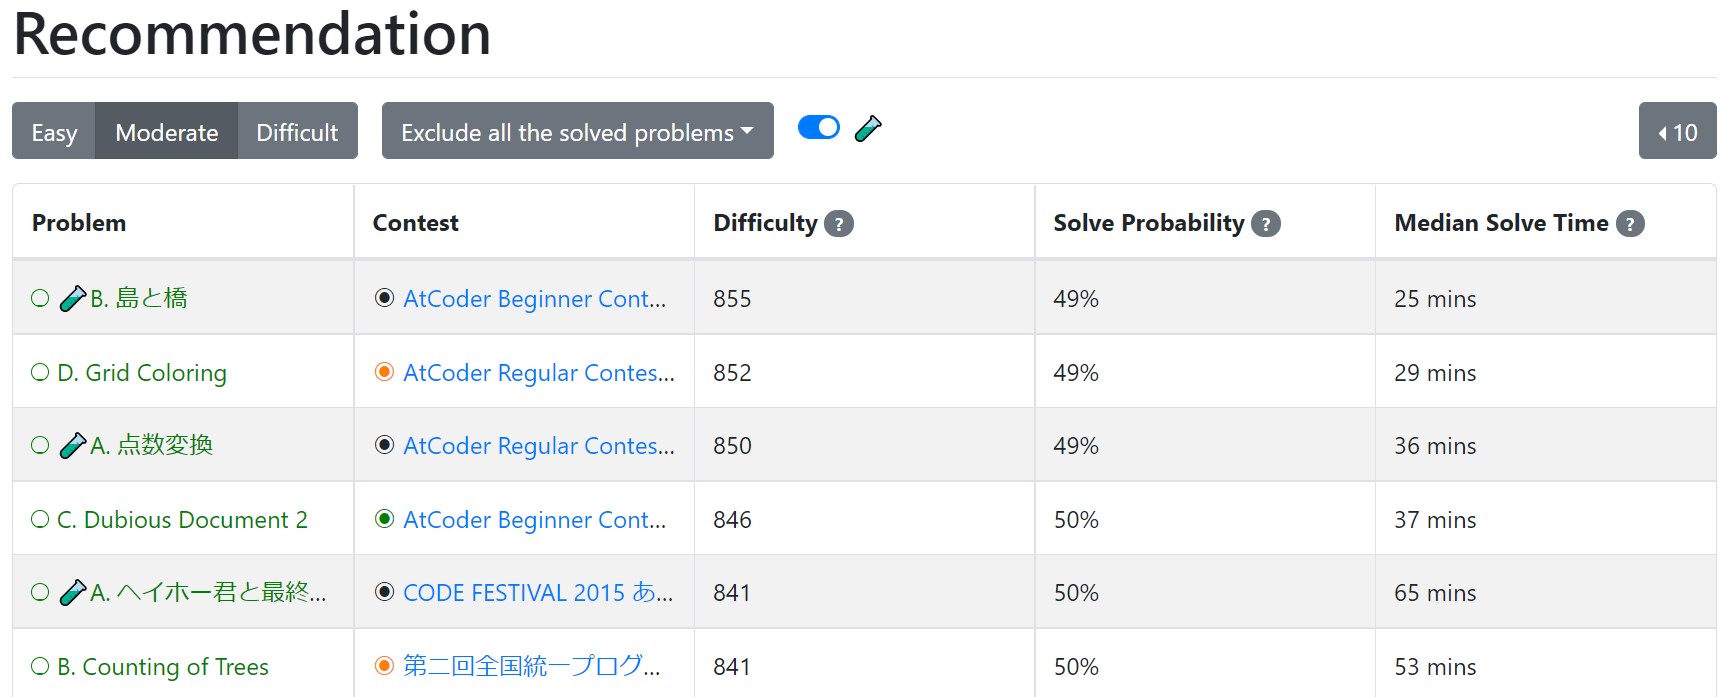 Recommendation
Easy Moderate Difficult Exclude all the solved problems 10
Problem Contest Difficulty ? Solve Probability ? Median Solve Time ?
B. 島と橋 AtCoder Beginner Cont... 855 49% 25 mins
D. Grid Coloring AtCoder Regular Contes... 852 49% 29 mins
A. 点数変換 AtCoder Regular Contes... 850 49% 36 mins
C. Dubious Document 2 AtCoder Beginner Cont... 846 50% 37 mins
A. ヘイホー君と最終... CODE FESTIVAL 2015 あ... 841 50% 65 mins
B. Counting of Trees 第二回全国統一プログ... 841 50% 53 mins